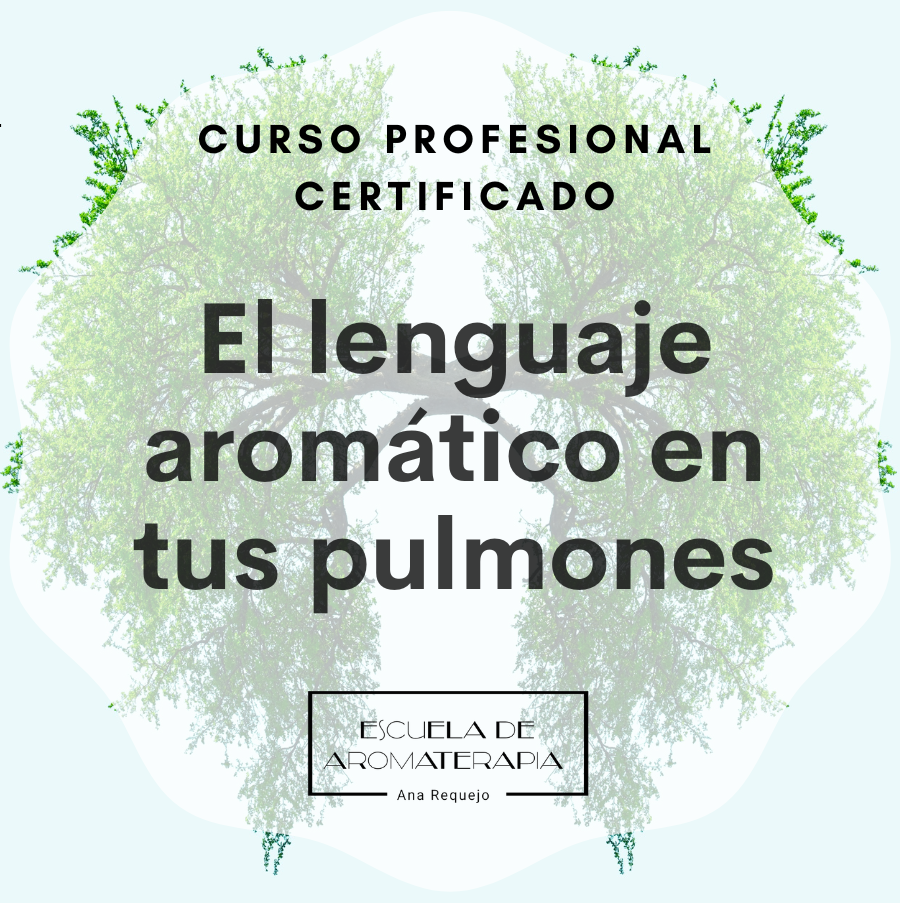 CURSO PROFESIONAL
CERTIFICADO
El lenguaje
aromático en
tus pulmones
ESCUELA DE
AROMATERAPIA
Ana Requejo